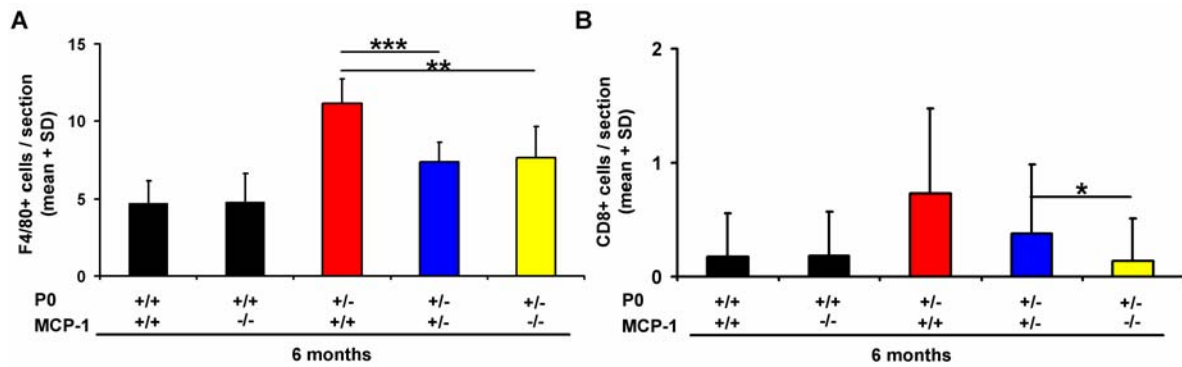 A
F4/80+ cells / section
(mean + SD)
15
10
5
0
***
**
P0 +/+ +/+ +/- +/- +/-
MCP-1 +/+ -/- +/+ +/- -/-
6 months
B
CD8+ cells / section
(mean + SD)
2
1
0
*
P0 +/+ +/+ +/- +/- +/-
MCP-1 +/+ -/- +/+ +/- -/-
6 months